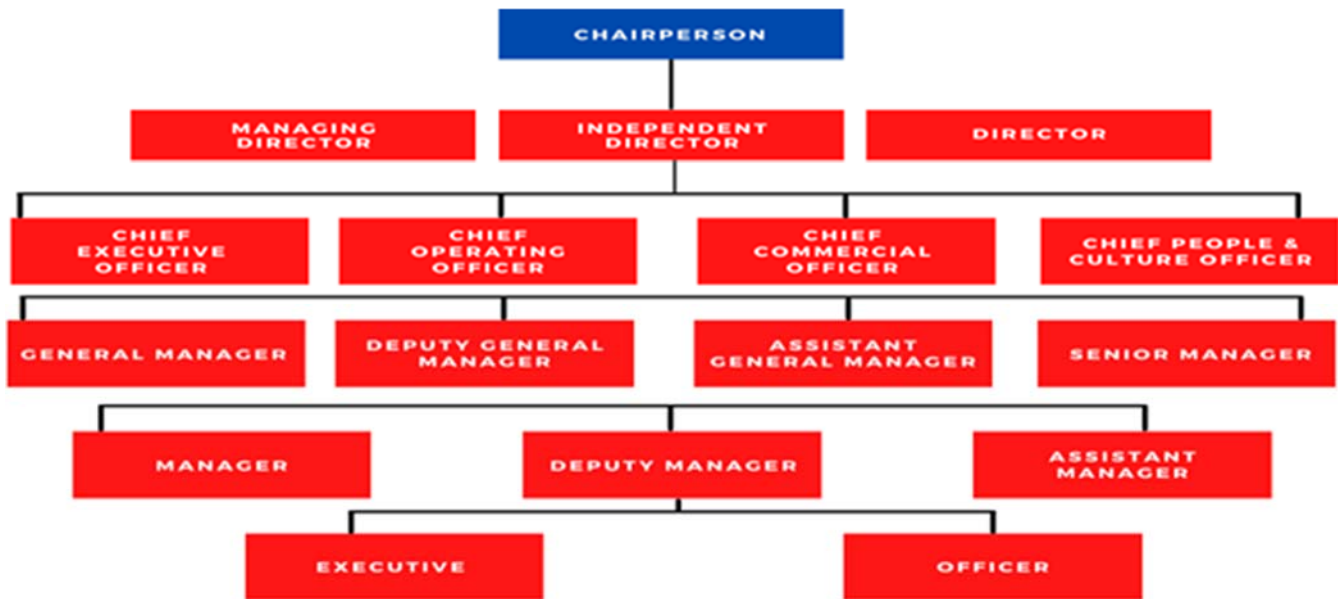 CHAIRPERSON
MANAGING
DIRECTOR
INDEPENDENT
DIRECTOR
DIRECTOR
CHIEF
EXECUTIVE
OFFICER
CHIEF
OPERATING
OFFICER
CHIEF
COMMERCIAL
OFFICER
CHIEF PEOPLE &
CULTURE OFFICER
GENERAL MANAGER
DEPUTY GENERAL
MANAGER
ASSISTANT
GENERAL MANAGER
SENIOR MANAGER
MANAGER
DEPUTY MANAGER
ASSISTANT
MANAGER
EXECUTIVE
OFFICER